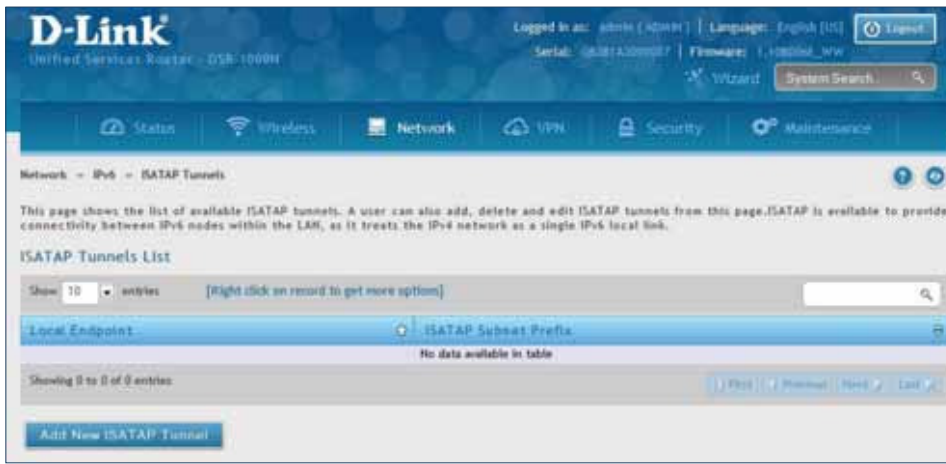 D-Link
Logged in as: admin ( ADMIN ) | Language: English [US]
Logout
Unified Services Router - DSR-1000N
Serial: | Firmware:
Wizard
System Search
Status
Wireless
Network
VPN
Security
Maintenance
Network » IPv6 » ISATAP Tunnels
This page shows the list of available ISATAP tunnels. A user can also add, delete and edit ISATAP tunnels from this page.ISATAP is available to provide
connectivity between IPv6 nodes within the LAN, as it treats the IPv4 network as a single IPv6 local link.
ISATAP Tunnels List
Show 10 entries
[Right click on record to get more options]
Local Endpoint
ISATAP Subnet Prefix
No data available in table
Showing 0 to 0 of 0 entries
First
Previous
Next
Last
Add New ISATAP Tunnel